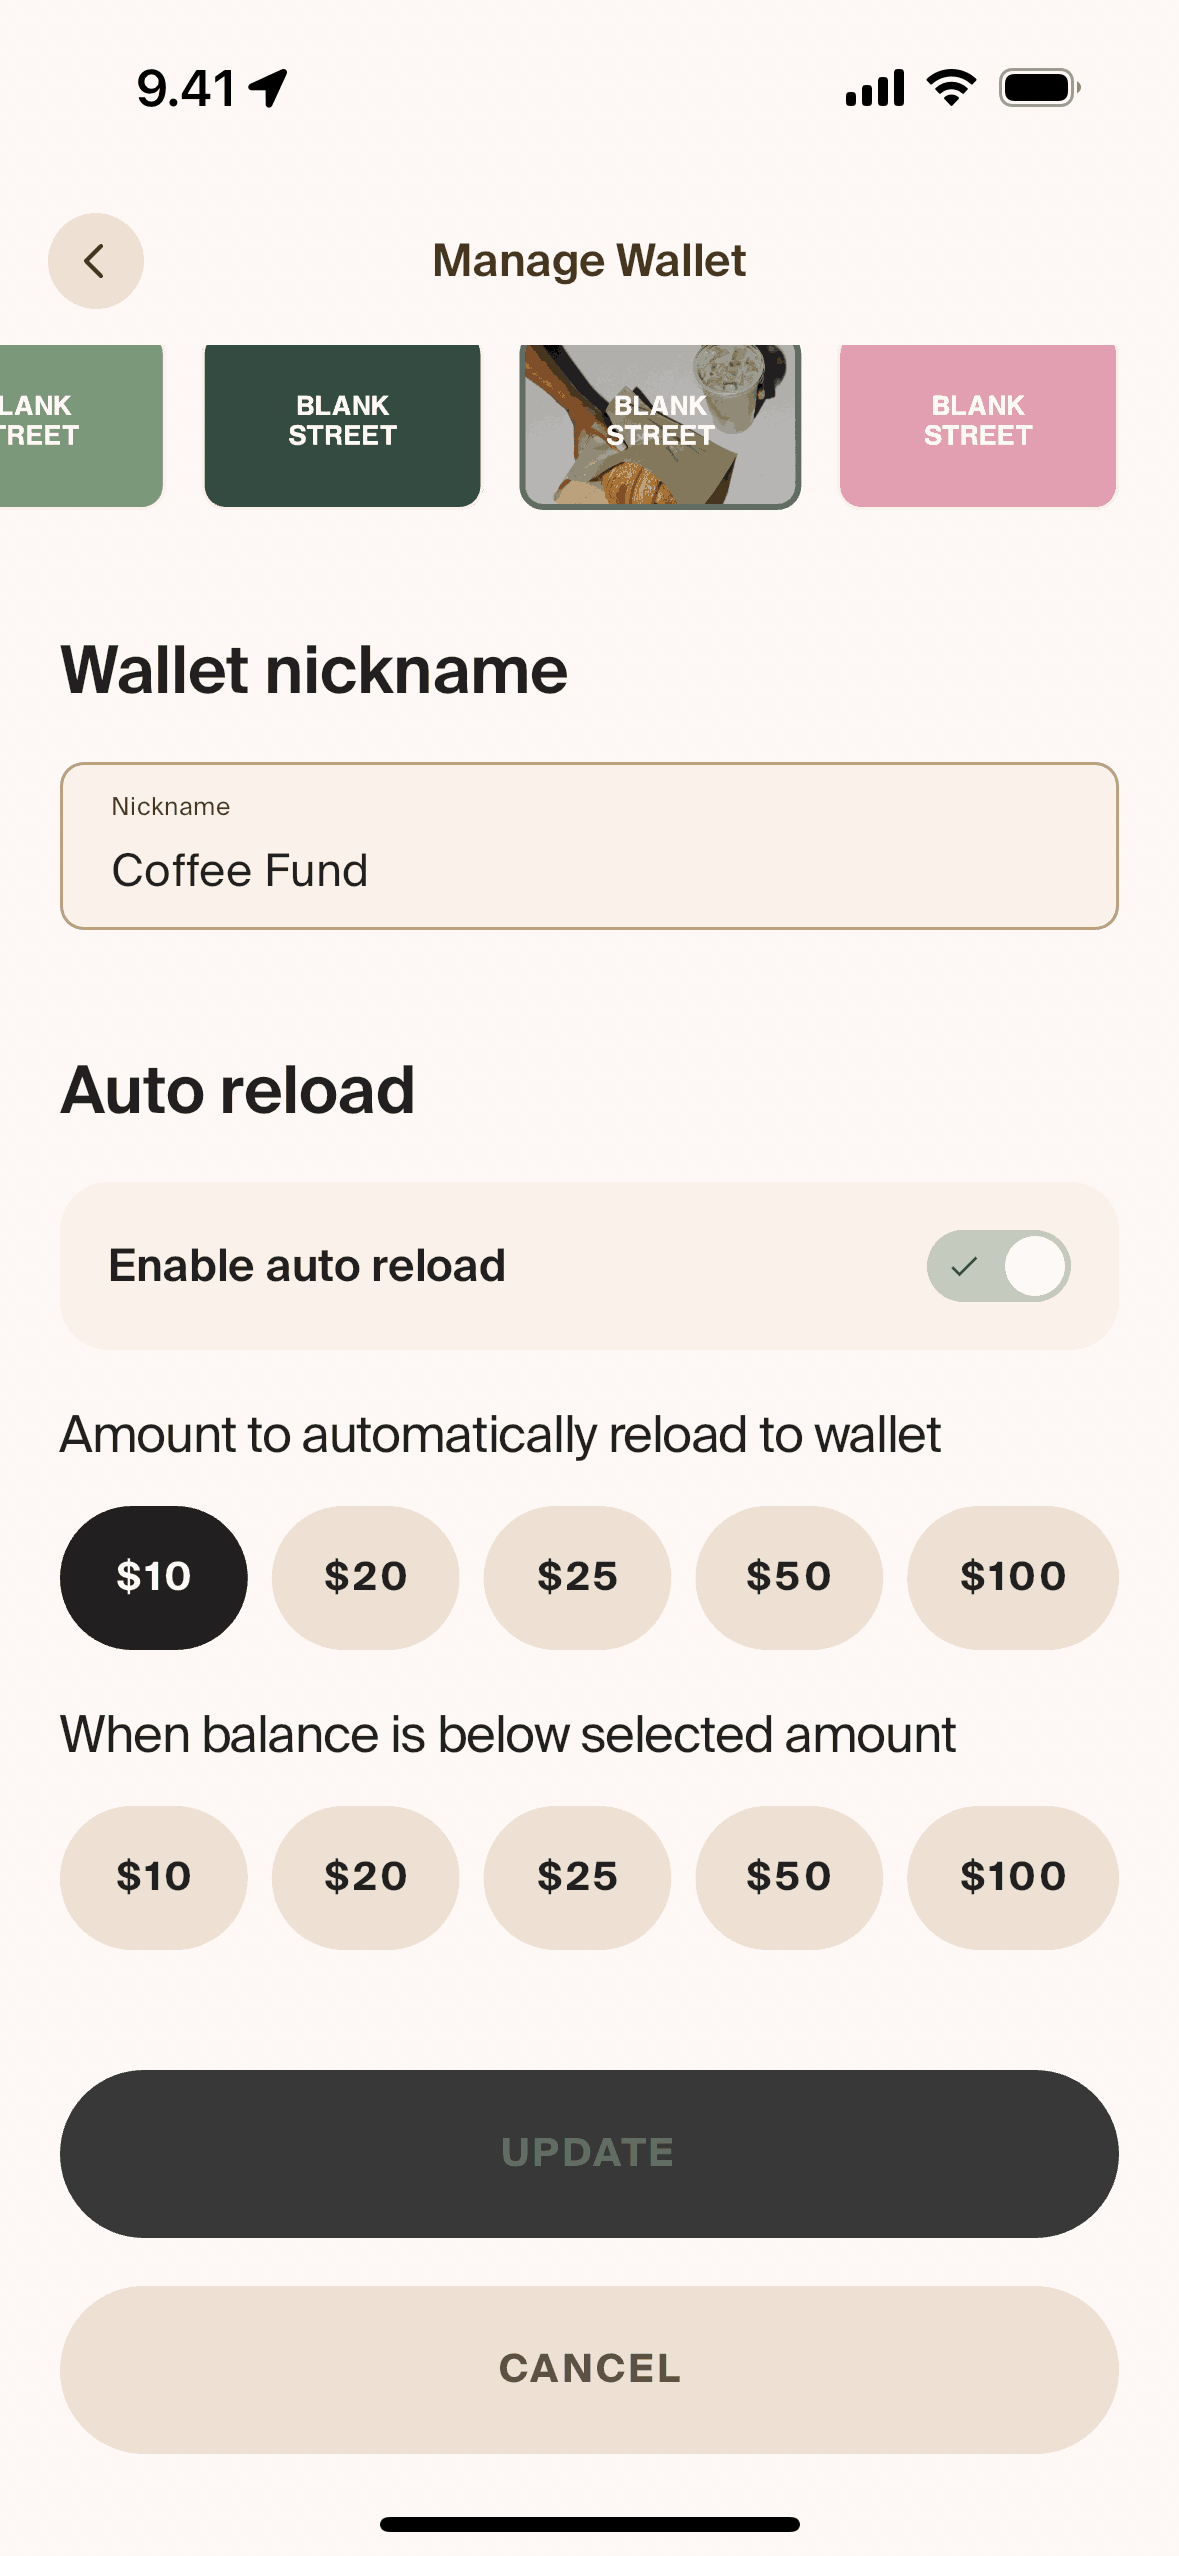 9.41
Manage Wallet
LANK
TREET
BLANK
STREET
BLANK
STREET
BLANK
STREET
Wallet nickname
Nickname
Coffee Fund
Auto reload
Enable auto reload
Amount to automatically reload to wallet
$10 $20 $25 $50 $100
When balance is below selected amount
$10 $20 $25 $50 $100
UPDATE
CANCEL